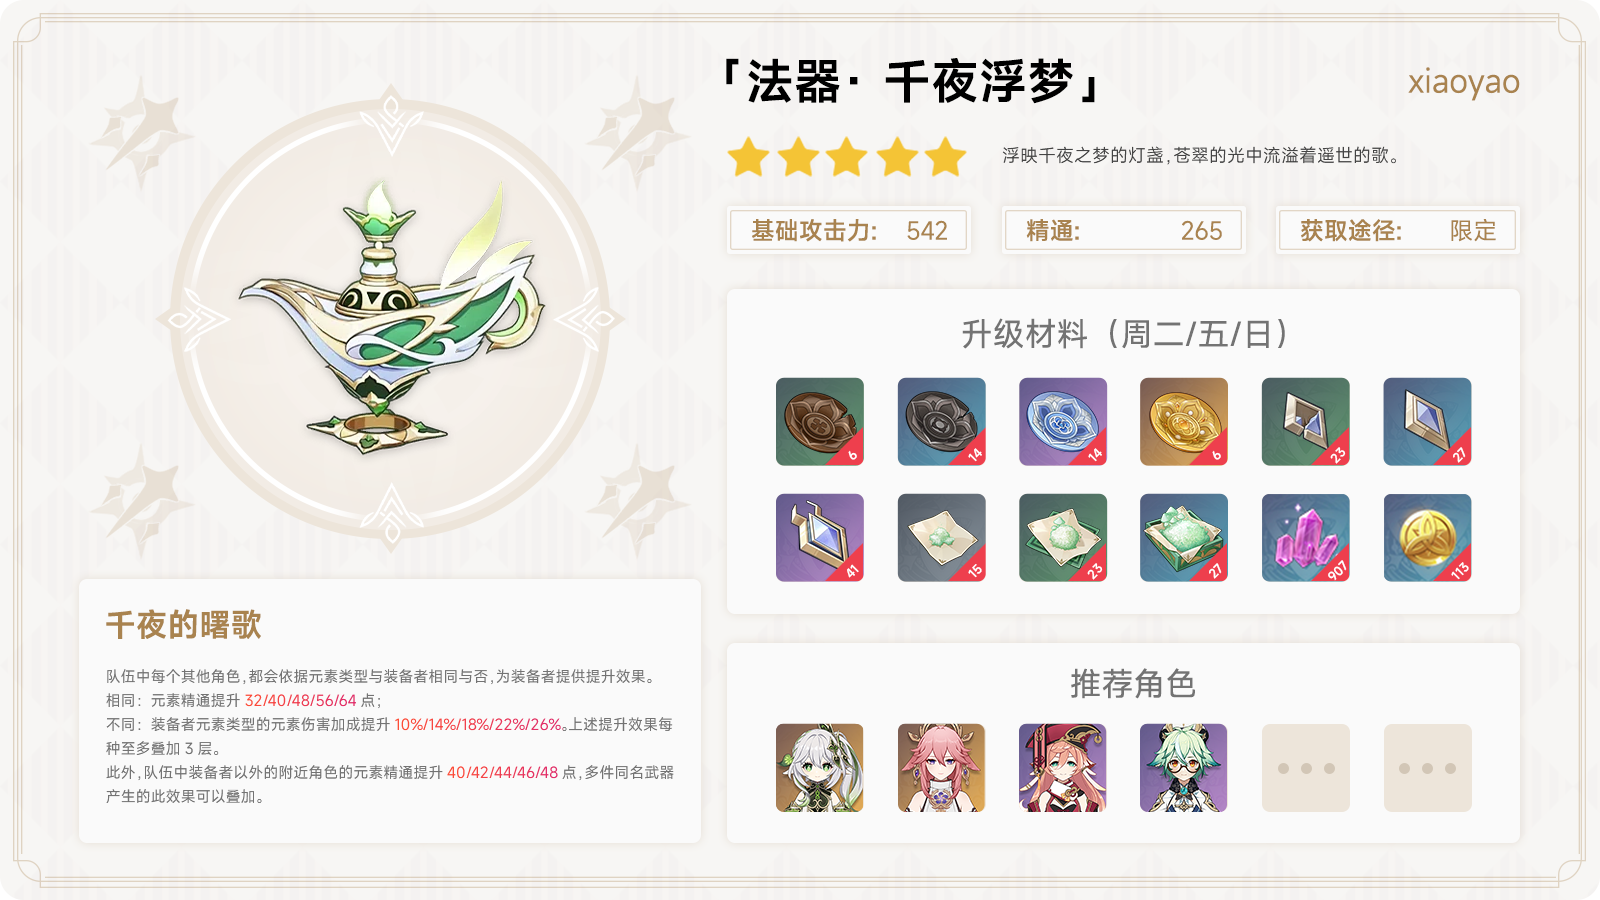 「法器· 千夜浮梦」
xiaoyao
浮映千夜之梦的灯盏,苍翠的光中流溢着遥世的歌。
基础攻击力: 542
精通: 265
获取途径: 限定
升级材料（周二/五/日）
6 14 14 6 23 27
41 15 23 27 907 113
推荐角色
千夜的曙歌
队伍中每个其他角色,都会依据元素类型与装备者相同与否,为装备者提供提升效果。
相同：元素精通提升 32/40/48/56/64 点；
不同：装备者元素类型的元素伤害加成提升 10%/14%/18%/22%/26%。上述提升效果每
种至多叠加 3 层。
此外,队伍中装备者以外的附近角色的元素精通提升 40/42/44/46/48 点,多件同名武器
产生的此效果可以叠加。